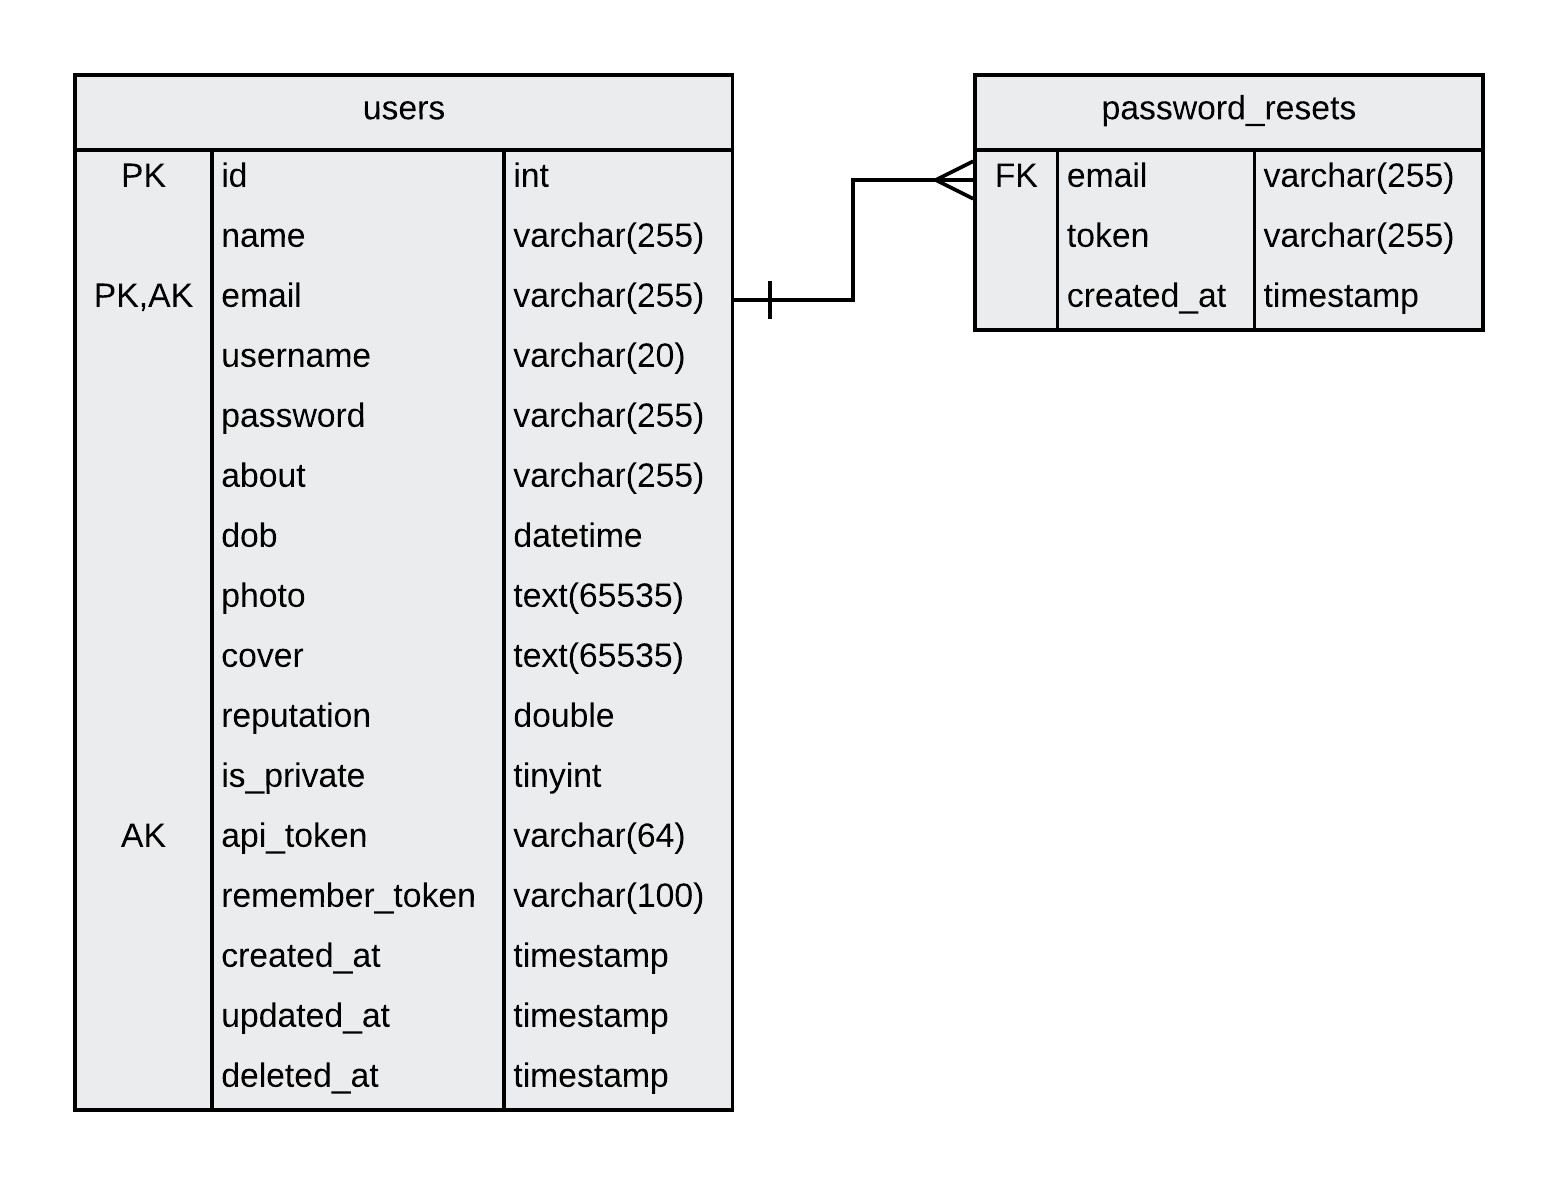 users
PK id int
name varchar(255)
PK,AK email varchar(255)
username varchar(20)
password varchar(255)
about varchar(255)
dob datetime
photo text(65535)
cover text(65535)
reputation double
is_private tinyint
AK api_token varchar(64)
remember_token varchar(100)
created_at timestamp
updated_at timestamp
deleted_at timestamp
password_resets
FK email varchar(255)
token varchar(255)
created_at timestamp